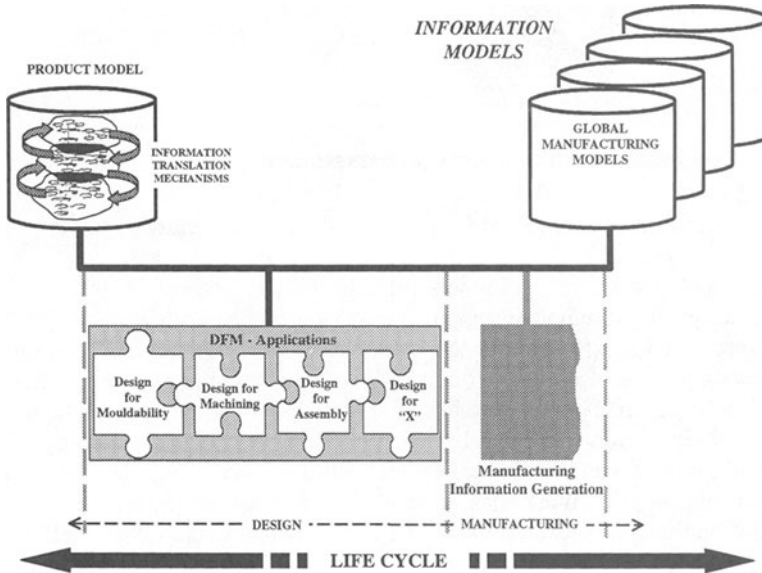 INFORMATION
MODELS
PRODUCT MODEL
INFORMATION
TRANSLATION
MECHANISMS
GLOBAL
MANUFACTURING
MODELS
DFM - Applications
Design
for
Mouldability
Design for
Machining
Design
for
Assembly
Design
for
“X”
Manufacturing
Information Generation
DESIGN
MANUFACTURING
LIFE CYCLE